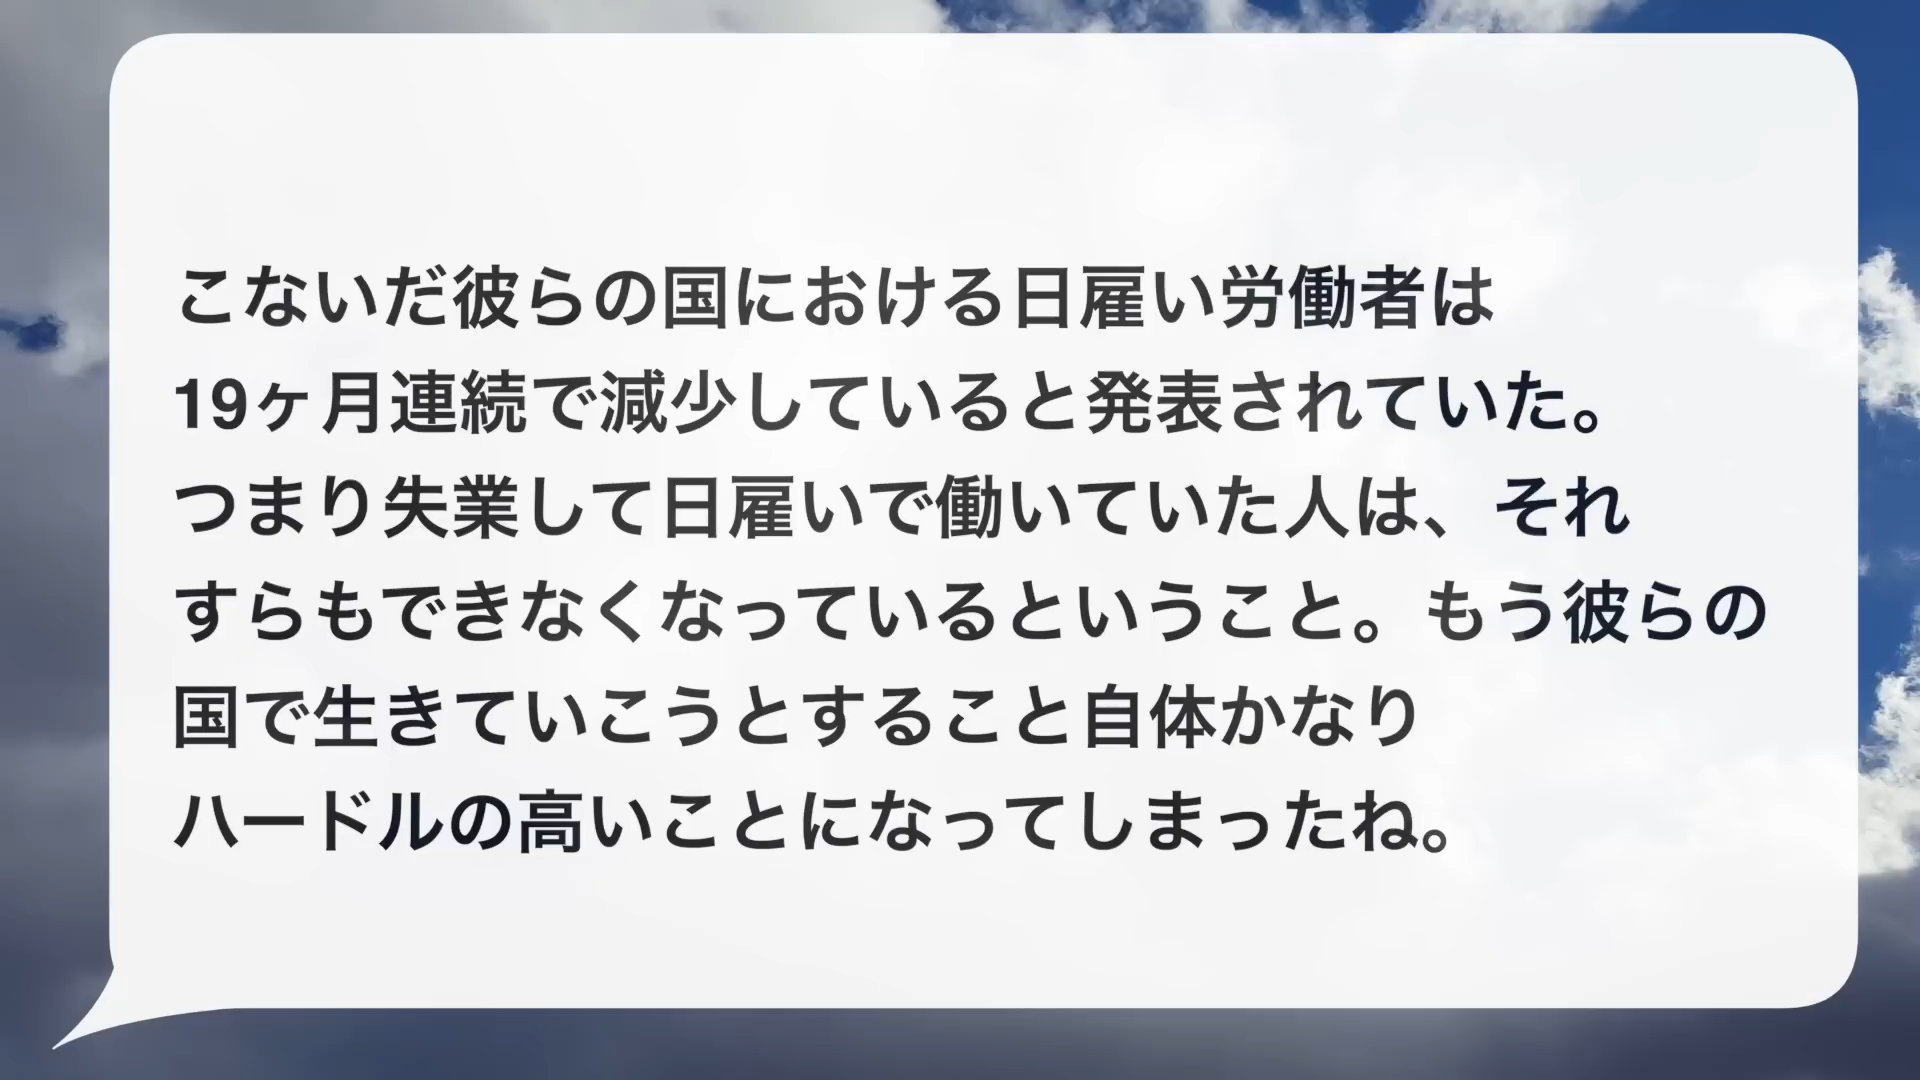 こないだ彼らの国における日雇い労働者は
19ヶ月連続で減少していると発表されていた。
つまり失業して日雇いで働いていた人は、それ
すらもできなくなっているということ。もう彼らの
国で生きていこうとすること自体かなり
ハードルの高いことになってしまったね。